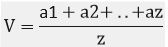 V = a1 + a2+ . . + az
z